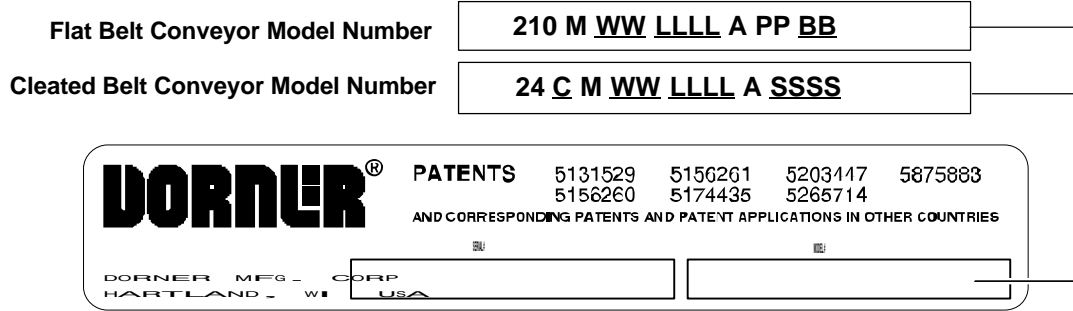 Flat Belt Conveyor Model Number
210 M WW LLLL A PP BB
Cleated Belt Conveyor Model Number
24 C M WW LLLL A SSSS
DORNER®
PATENTS 5131529 5156261 5203447 5875883
5156260 5174435 5265714
AND CORRESPONDING PATENTS AND PATENT APPLICATIONS IN OTHER COUNTRIES
SERIAL# MODEL#
DORNER MFG. CORP
HARTLAND, WI USA